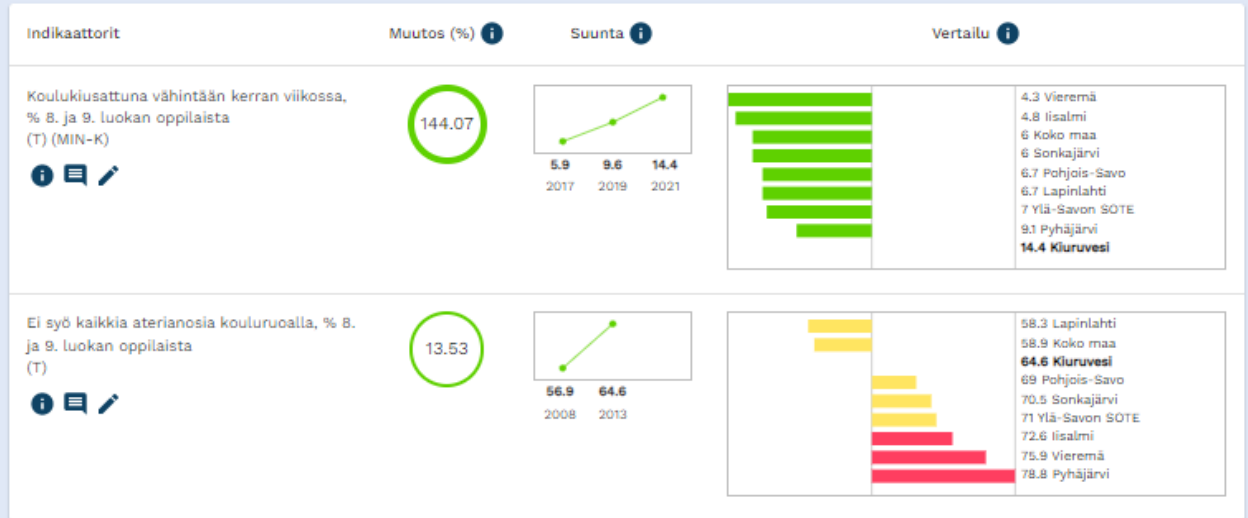 Indikaattorit Muutos (%) Suunta Vertailu
Koulukiusattuna vähintään kerran viikossa,
% 8. ja 9. luokan oppilaista
(T) (MIN-K)
144.07
5.9 9.6 14.4
2017 2019 2021
4.3 Vieremä
4.8 Iisalmi
6 Koko maa
6 Sonkajärvi
6.7 Pohjois-Savo
6.7 Lapinlahti
7 Ylä-Savon SOTE
9.1 Pyhäjärvi
14.4 Kiuruvesi
Ei syö kaikkia aterianosia kouluruoalla, % 8.
ja 9. luokan oppilaista
(T)
13.53
56.9 64.6
2008 2013
58.3 Lapinlahti
58.9 Koko maa
64.6 Kiuruvesi
69 Pohjois-Savo
70.5 Sonkajärvi
71 Ylä-Savon SOTE
72.6 Iisalmi
75.9 Vieremä
78.8 Pyhäjärvi